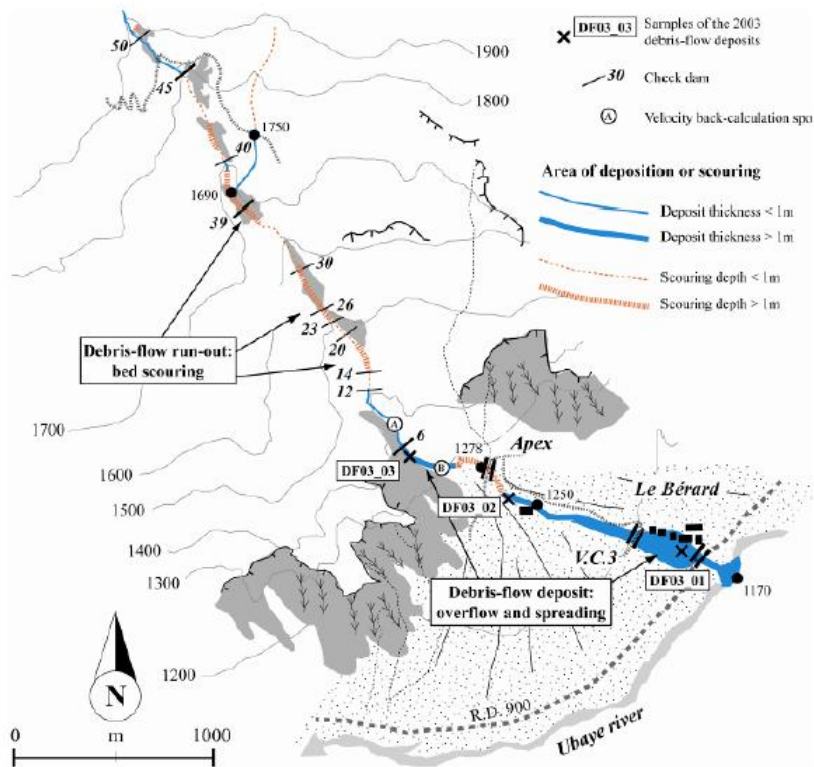 DF03_03
Samples of the 2003
debris-flow deposits
30
Check dam
A
Velocity back-calculation spo
Area of deposition or scouring
Deposit thickness < 1m
Deposit thickness > 1m
Scouring depth < 1m
Scouring depth > 1m
50
45
1900
1800
1750
40
1690
39
30
26
23
20
14
12
Debris-flow run-out:
bed scouring
1700
A
6
1278
Apex
DF03_03
B
1600
DF03_02
1250
Le Bérard
1500
1400
V.C.3
1300
Debris-flow deposit:
overflow and spreading
DF03_01
1170
1200
N
R.D. 900
Ubaye river
0
m
1000